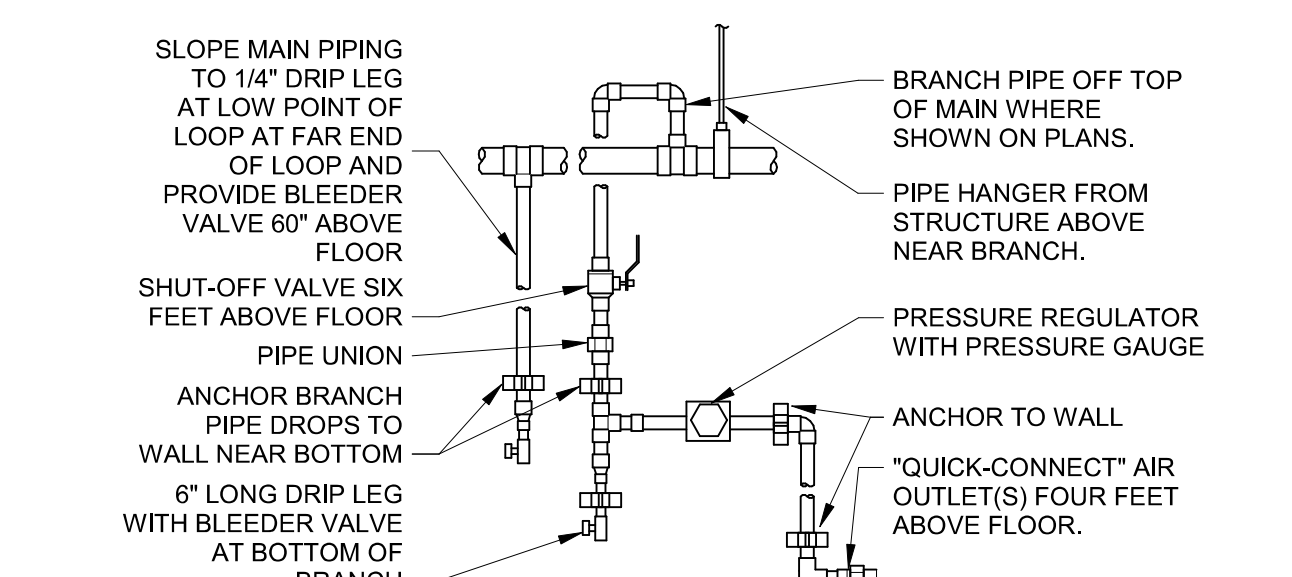 SLOPE MAIN PIPING
TO 1/4" DRIP LEG
AT LOW POINT OF
LOOP AT FAR END
OF LOOP AND
PROVIDE BLEEDER
VALVE 60" ABOVE
FLOOR
SHUT-OFF VALVE SIX
FEET ABOVE FLOOR
PIPE UNION
ANCHOR BRANCH
PIPE DROPS TO
WALL NEAR BOTTOM
6" LONG DRIP LEG
WITH BLEEDER VALVE
AT BOTTOM OF
BRANCH
BRANCH PIPE OFF TOP
OF MAIN WHERE
SHOWN ON PLANS.
PIPE HANGER FROM
STRUCTURE ABOVE
NEAR BRANCH.
PRESSURE REGULATOR
WITH PRESSURE GAUGE
ANCHOR TO WALL
"QUICK-CONNECT" AIR
OUTLET(S) FOUR FEET
ABOVE FLOOR.